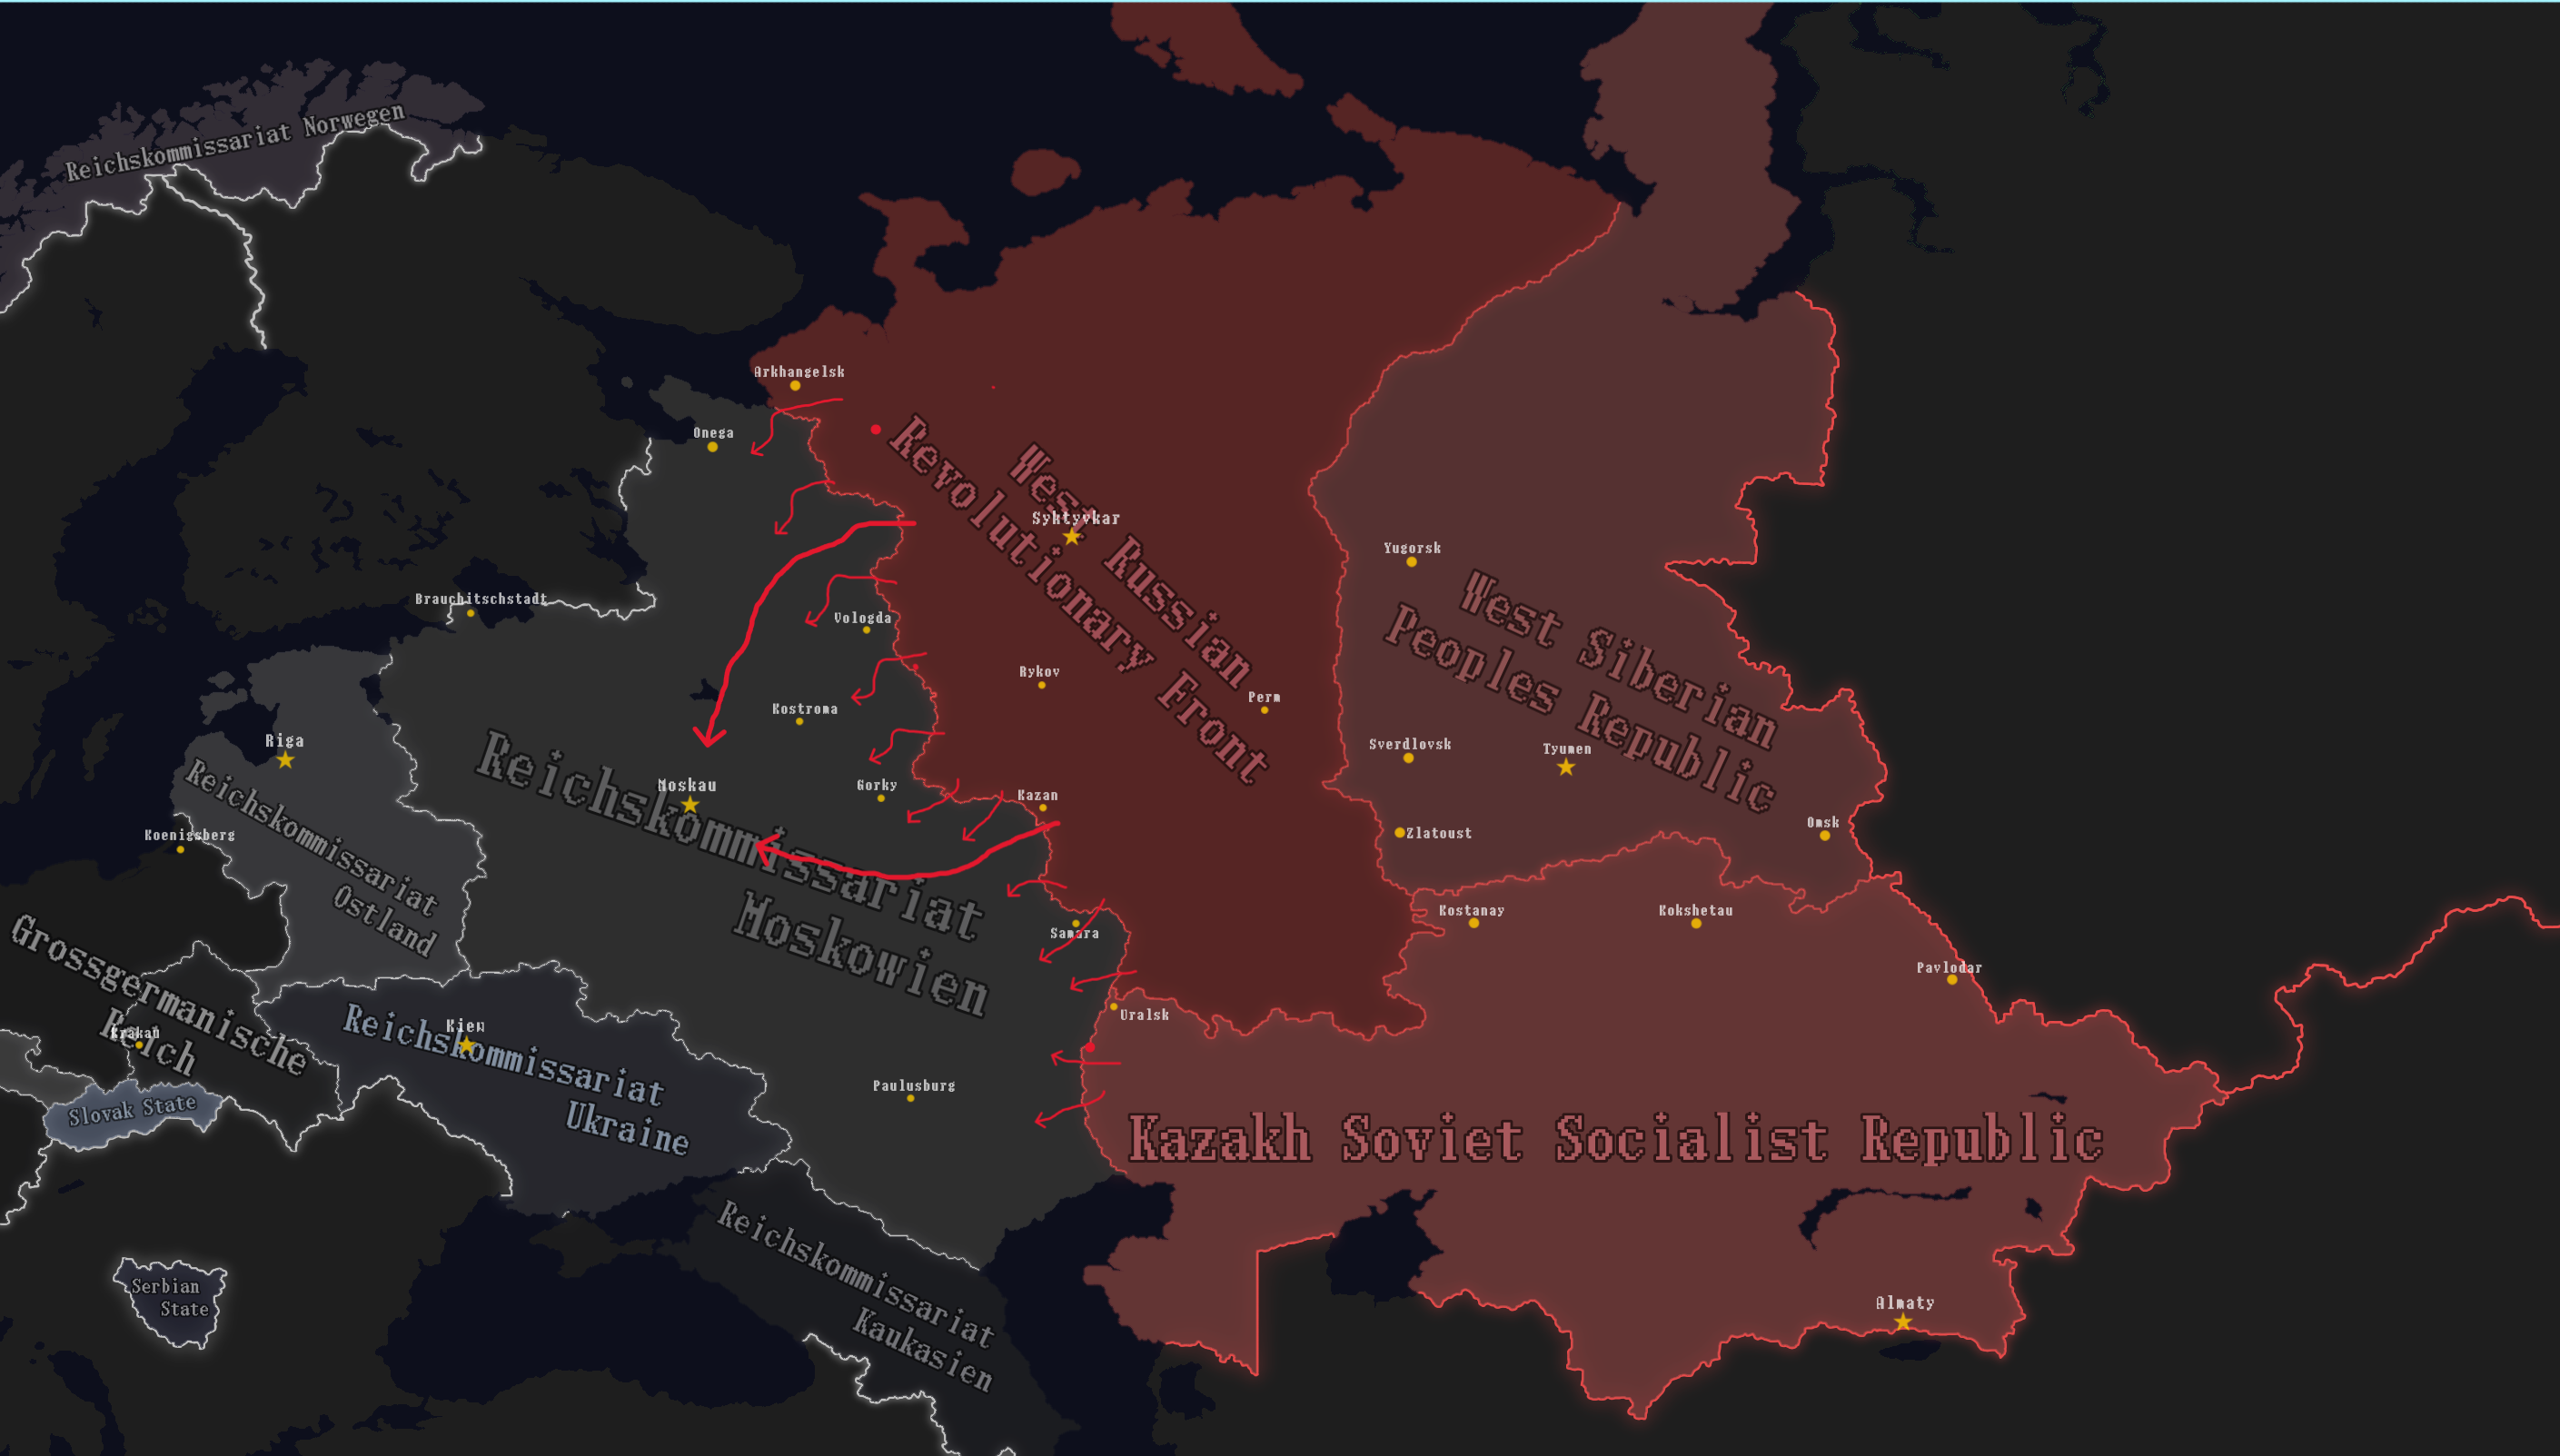 Reichskommissariat Norwegen
Arkhangelsk
Onega
West Russian
Revolutionary Front
Syktyvkar
Yugorsk
Brauchitschstadt
Vologda
Rykov
Perm
Kostroma
West Siberian
Peoples Republic
Sverdlovsk
Tyumen
Zlatoust
Omsk
Riga
Moskau
Gorky
Kazan
Koenigsberg
Reichskommissariat
Ostland
Reichskommissariat
Moskowien
Samara
Kostanay
Kokshetau
Pavlodar
Uralsk
Grossgermanische
Reich
Krakau
Kiev
Reichskommissariat
Ukraine
Paulusburg
Slovak State
Kazakh Soviet Socialist Republic
Reichskommissariat
Kaukasien
Serbian
State
Almaty